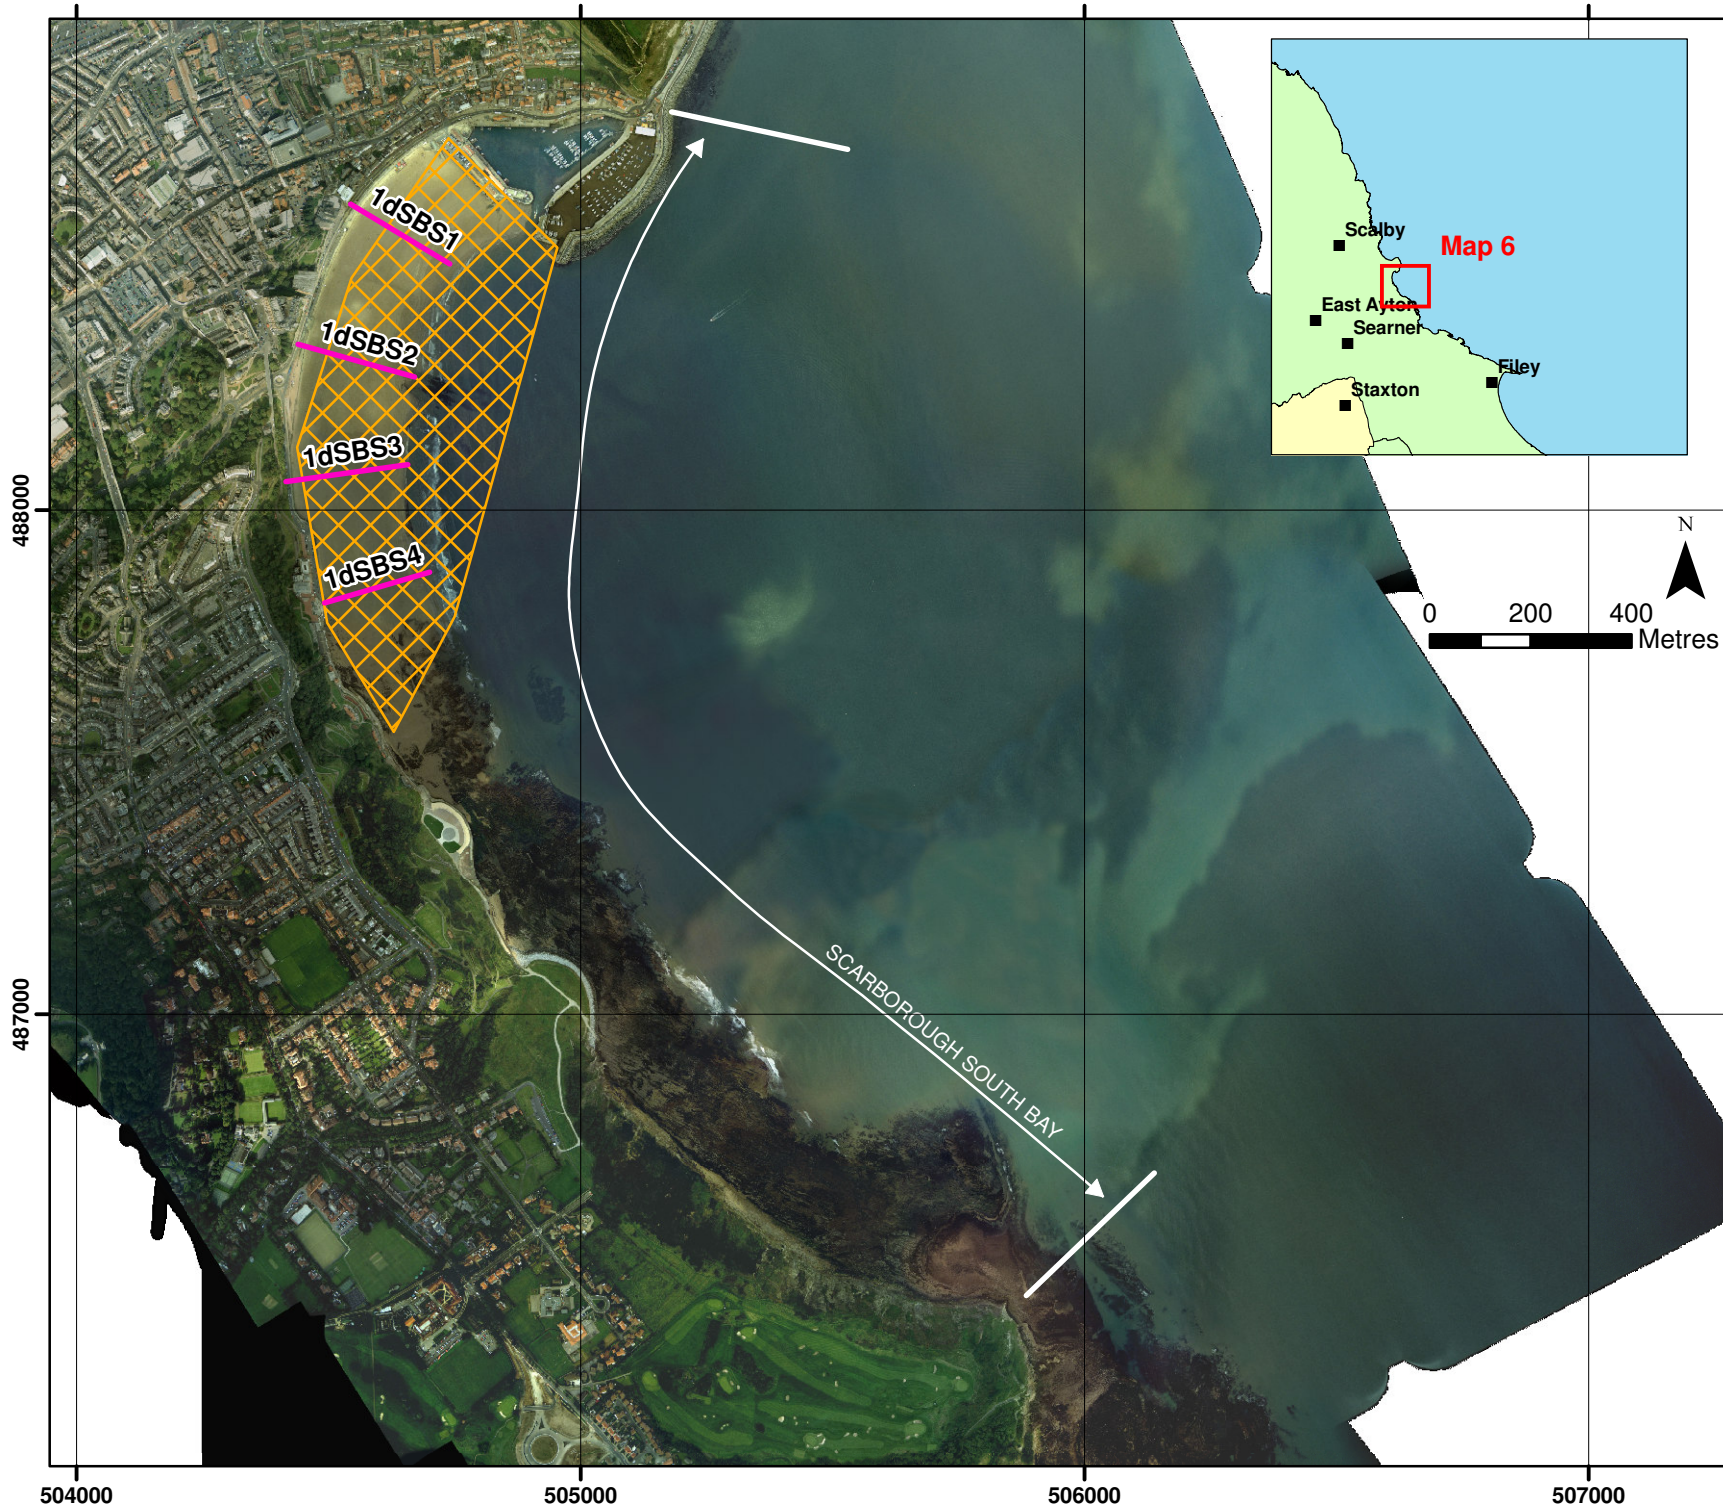 1dSBS1
1dSBS2
1dSBS3
1dSBS4
SCARBOROUGH SOUTH BAY
Scalby
Map 6
East Ayton
Searner
Filey
Staxton
N
0 200 400
Metres
488000
487000
504000 505000 506000 507000